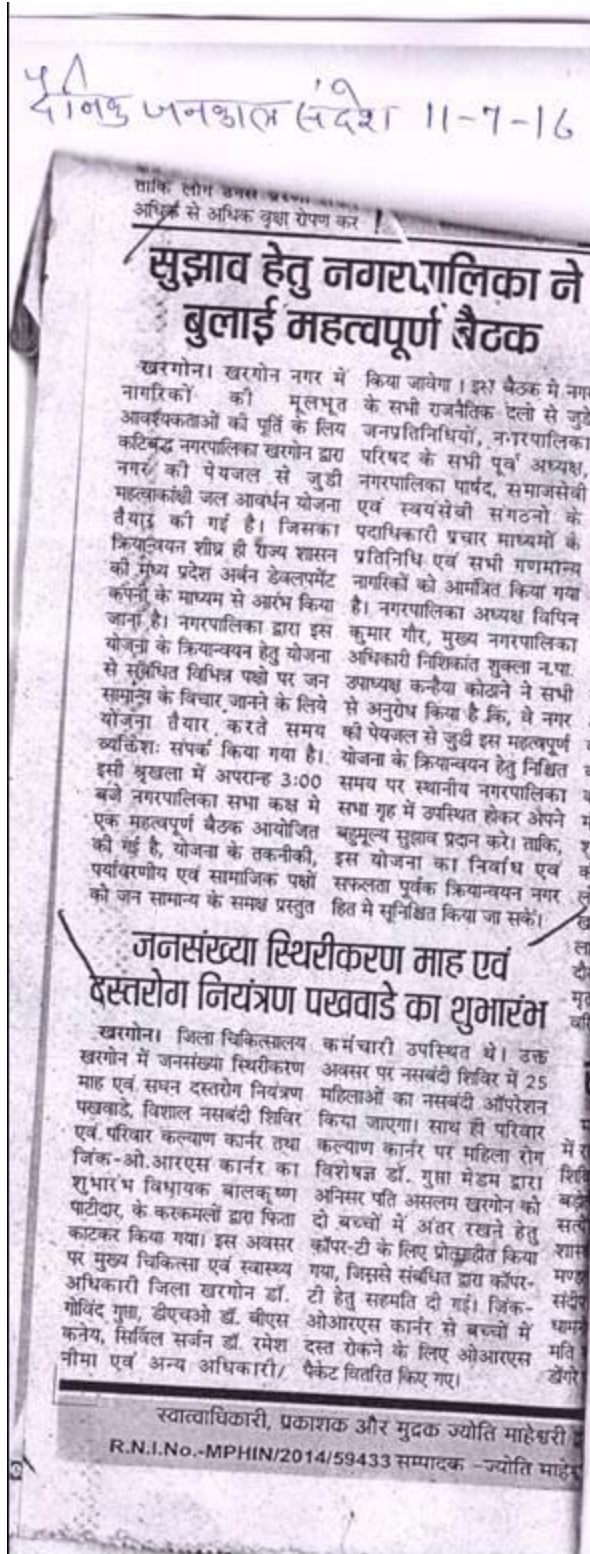 दैनिक जनकाल संदेश 11-7-16
ताकि लोग
अधिक से अधिक वृक्षा रोपण कर
सुझाव हेतु नगरपालिका ने
बुलाई महत्वपूर्ण बैठक
खरगोन। खरगोन नगर में
नागरिकों की मूलभूत
आवश्यकताओं की पूर्ति के लिय
कटिबद्ध नगरपालिका खरगोन द्वारा
नगर की पेयजल से जुडी
महत्वाकांक्षी जल आवर्धन योजना
तैयार की गई है। जिसका
क्रियान्वयन शीघ्र ही राज्य शासन
की मध्य प्रदेश अर्बन डेवलपमेंट
कंपनी के माध्यम से आरंभ किया
जाना है। नगरपालिका द्वारा इस
योजना के क्रियान्वयन हेतु योजना
से संबंधित विभिन्न पक्षो पर जन
सामान्य के विचार जानने के लिये
योजना तैयार करते समय
व्यक्तिशः संपर्क किया गया है।
इसी श्रृखला में अपरान्ह 3:00
बजे नगरपालिका सभा कक्ष मे
एक महत्वपूर्ण बैठक आयोजित
की गई है, योजना के तकनीकी,
पर्यावरणीय एवं सामाजिक पक्षों
को जन सामान्य के समक्ष प्रस्तुत
किया जावेगा । इस बैठक मे नगर
के सभी राजनैतिक दलो से जुडे
जनप्रतिनिधियों, नगरपालिका
परिषद के सभी पूर्व अध्यक्ष,
नगरपालिका पार्षद, समाजसेवी
एवं स्वयंसेवी संगठनो के
पदाधिकारी प्रचार माध्यमों के
प्रतिनिधि एवं सभी गणमान्य
नागरिकों को आमंत्रित किया गया
है। नगरपालिका अध्यक्ष विपिन
कुमार गौर, मुख्य नगरपालिका
अधिकारी निशिकांत शुक्ला न.पा.
उपाध्यक्ष कन्हैया कोठाने ने सभी
से अनुरोध किया है कि, वे नगर
की पेयजल से जुडी इस महत्वपूर्ण
योजना के क्रियान्वयन हेतु निश्चित
समय पर स्थानीय नगरपालिका
सभा गृह में उपस्थित होकर अपने
बहुमूल्य सुझाव प्रदान करे। ताकि,
इस योजना का निर्वाध एवं
सफलता पूर्वक क्रियान्वयन नगर
हित मे सुनिश्चित किया जा सकें।
जनसंख्या स्थिरीकरण माह एवं
दस्तरोग नियंत्रण पखवाडे का शुभारंभ
खरगोन। जिला चिकित्सालय
खरगोन में जनसंख्या स्थिरीकरण
माह एवं सघन दस्तरोग नियंत्रण
पखवाडे, विशाल नसबंदी शिविर
एवं परिवार कल्याण कार्नर तथा
जिंक-ओ.आरएस कार्नर का
शुभारंभ विधायक बालकृष्ण
पाटीदार, के करकमलों द्वारा फिता
काटकर किया गया। इस अवसर
पर मुख्य चिकित्सा एवं स्वास्थ्य
अधिकारी जिला खरगोन डॉ.
गोविंद गुप्ता, डीएचओ डॉ. बीएस
कनेय, सिविल सर्जन डॉ. रमेश
नीमा एवं अन्य अधिकारी/
कर्मचारी उपस्थित थे। उक्त
अवसर पर नसबंदी शिविर में 25
महिलाओं का नसबंदी ऑपरेशन
किया जाएगा। साथ ही परिवार
कल्याण कार्नर पर महिला रोग
विशेषज्ञ डॉ. गुप्ता मेडम द्वारा
अनिसर पति असलम खरगोन को
दो बच्चों में अंतर रखने हेतु
कॉपर-टी के लिए प्रोत्साहीत किया
गया, जिससे संबंधित द्वारा कॉपर-
टी हेतु सहमति दी गई। जिंक-
ओआरएस कार्नर से बच्चों में
दस्त रोकने के लिए ओआरएस
पैकेट वितरित किए गए।
स्वात्वाधिकारी, प्रकाशक और मुद्रक ज्योति माहेश्वरी
R.N.I.No.-MPHIN/2014/59433 सम्पादक -ज्योति